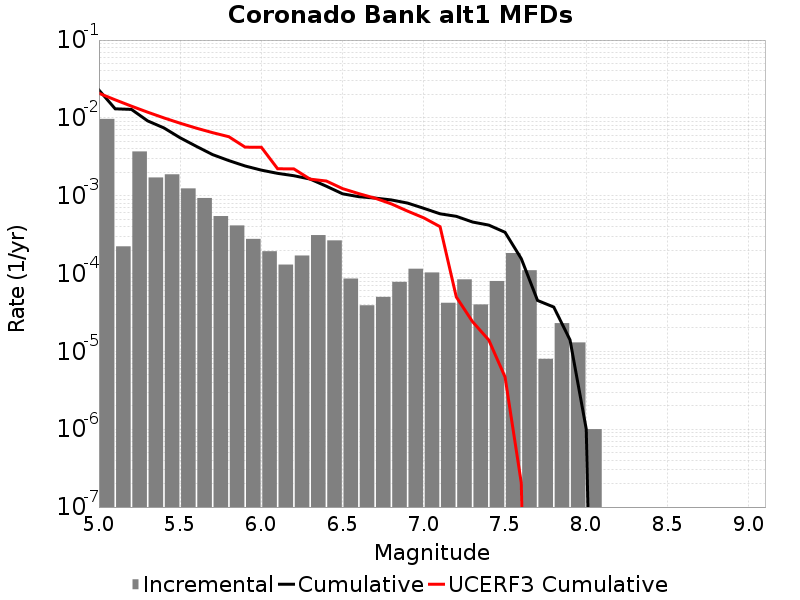 Coronado Bank alt1 MFDs
10-1
10-2
10-3
10-4
10-5
10-6
10-7
Rate (1/yr)
5.0 5.5 6.0 6.5 7.0 7.5 8.0 8.5 9.0
Magnitude
Incremental Cumulative UCERF3 Cumulative